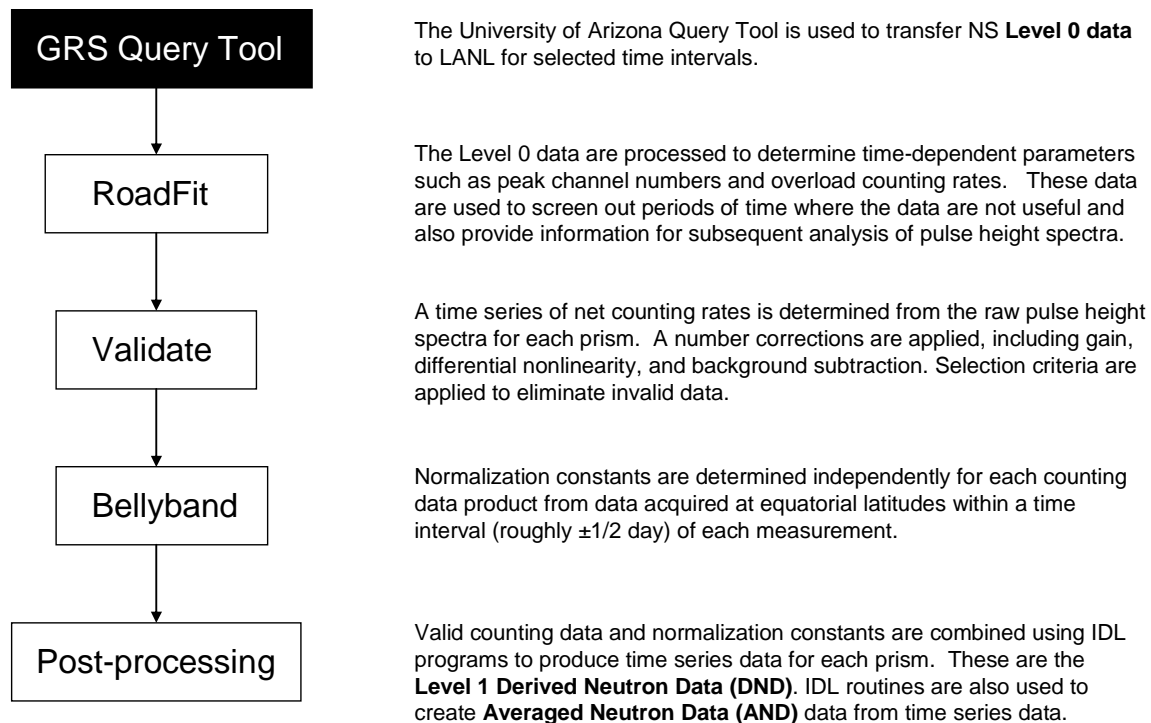 GRS Query Tool
The University of Arizona Query Tool is used to transfer NS Level 0 data
to LANL for selected time intervals.
RoadFit
The Level 0 data are processed to determine time-dependent parameters
such as peak channel numbers and overload counting rates. These data
are used to screen out periods of time where the data are not useful and
also provide information for subsequent analysis of pulse height spectra.
Validate
A time series of net counting rates is determined from the raw pulse height
spectra for each prism. A number corrections are applied, including gain,
differential nonlinearity, and background subtraction. Selection criteria are
applied to eliminate invalid data.
Bellyband
Normalization constants are determined independently for each counting
data product from data acquired at equatorial latitudes within a time
interval (roughly ±1/2 day) of each measurement.
Post-processing
Valid counting data and normalization constants are combined using IDL
programs to produce time series data for each prism. These are the
Level 1 Derived Neutron Data (DND). IDL routines are also used to
create Averaged Neutron Data (AND) data from time series data.